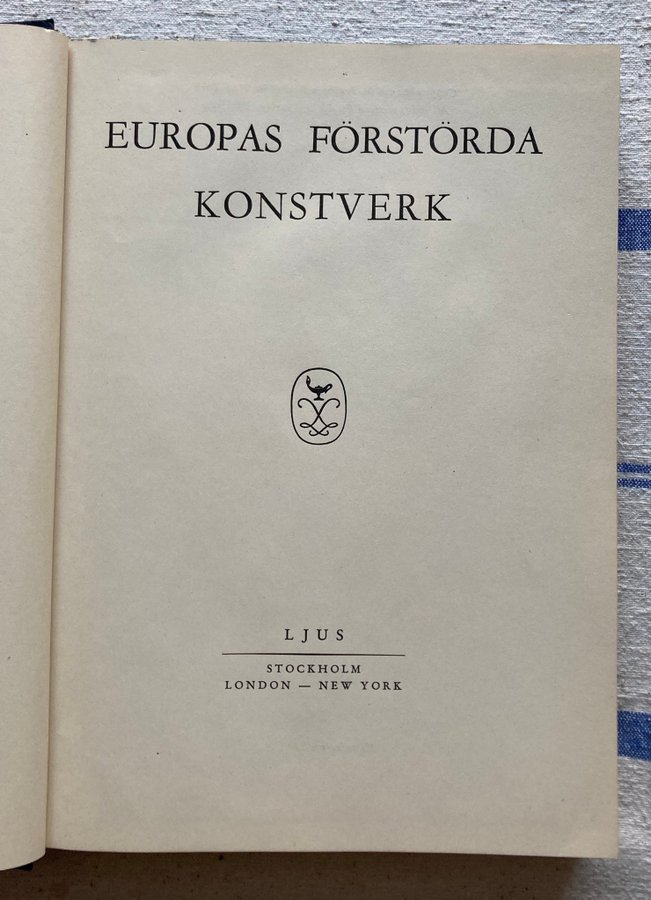 EUROPAS FÖRSTÖRDA
KONSTVERK
LJUS
STOCKHOLM
LONDON — NEW YORK